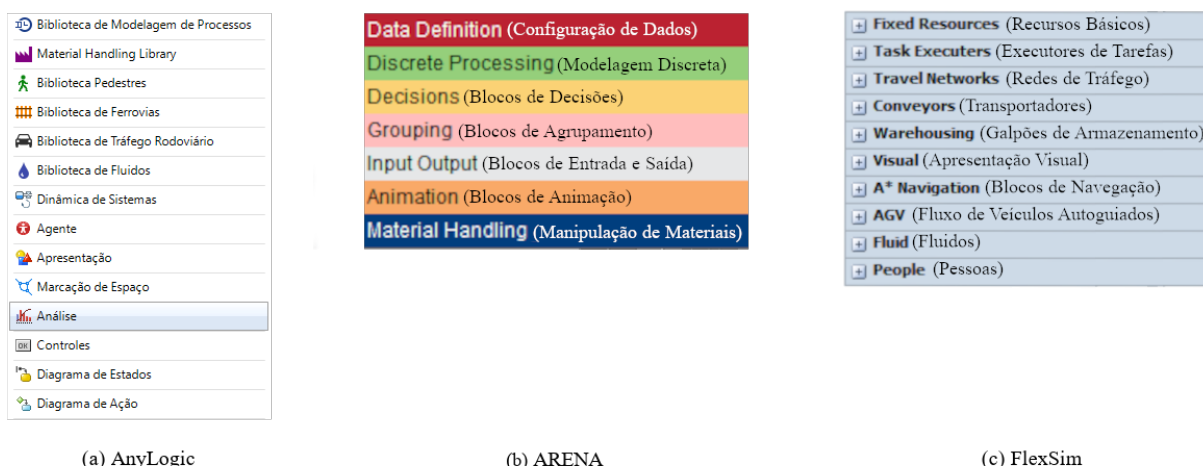 Biblioteca de Modelagem de Processos
Material Handling Library
Biblioteca Pedestres
Biblioteca de Ferrovias
Biblioteca de Tráfego Rodoviário
Biblioteca de Fluidos
Dinâmica de Sistemas
Agente
Apresentação
Marcação de Espaço
Análise
OK Controles
Diagrama de Estados
Diagrama de Ação
(a) AnyLogic
Data Definition (Configuração de Dados)
Discrete Processing (Modelagem Discreta)
Decisions (Blocos de Decisões)
Grouping (Blocos de Agrupamento)
Input Output (Blocos de Entrada e Saída)
Animation (Blocos de Animação)
Material Handling (Manipulação de Materiais)
(b) ARENA
Fixed Resources (Recursos Básicos)
Task Executers (Executores de Tarefas)
Travel Networks (Redes de Tráfego)
Conveyors (Transportadores)
Warehousing (Galpões de Armazenamento)
Visual (Apresentação Visual)
A* Navigation (Blocos de Navegação)
AGV (Fluxo de Veículos Autoguiados)
Fluid (Fluidos)
People (Pessoas)
(c) FlexSim